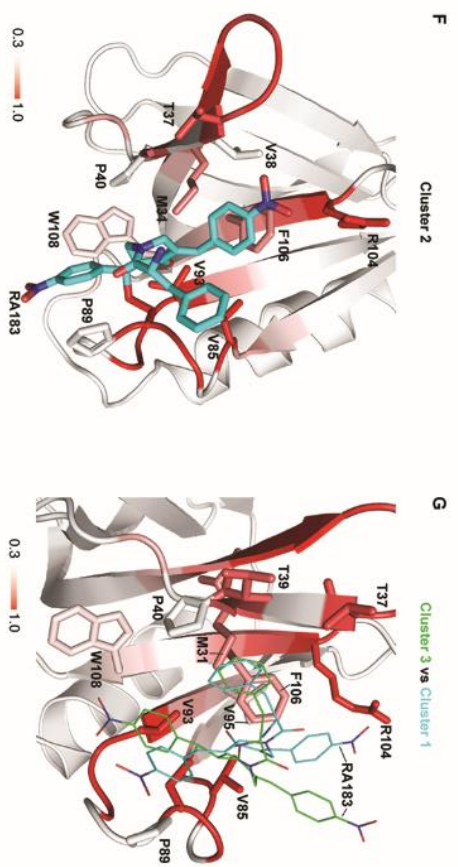 F
Cluster 2
T37
V38
P40
M31
R104
F106
W108
V93
RA183
P89
V85
0.3
1.0
G
Cluster 3 vs Cluster 1
T39
T37
P40
M31
R104
F106
W108
V95
RA183
V93
V85
P89
0.3
1.0